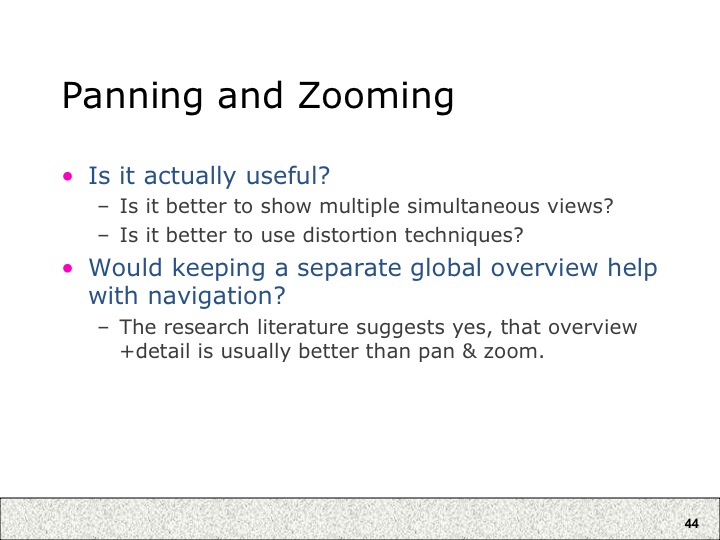 Panning and Zooming
• Is it actually useful?
– Is it better to show multiple simultaneous views?
– Is it better to use distortion techniques?
• Would keeping a separate global overview help
with navigation?
– The research literature suggests yes, that overview
+detail is usually better than pan & zoom.
44